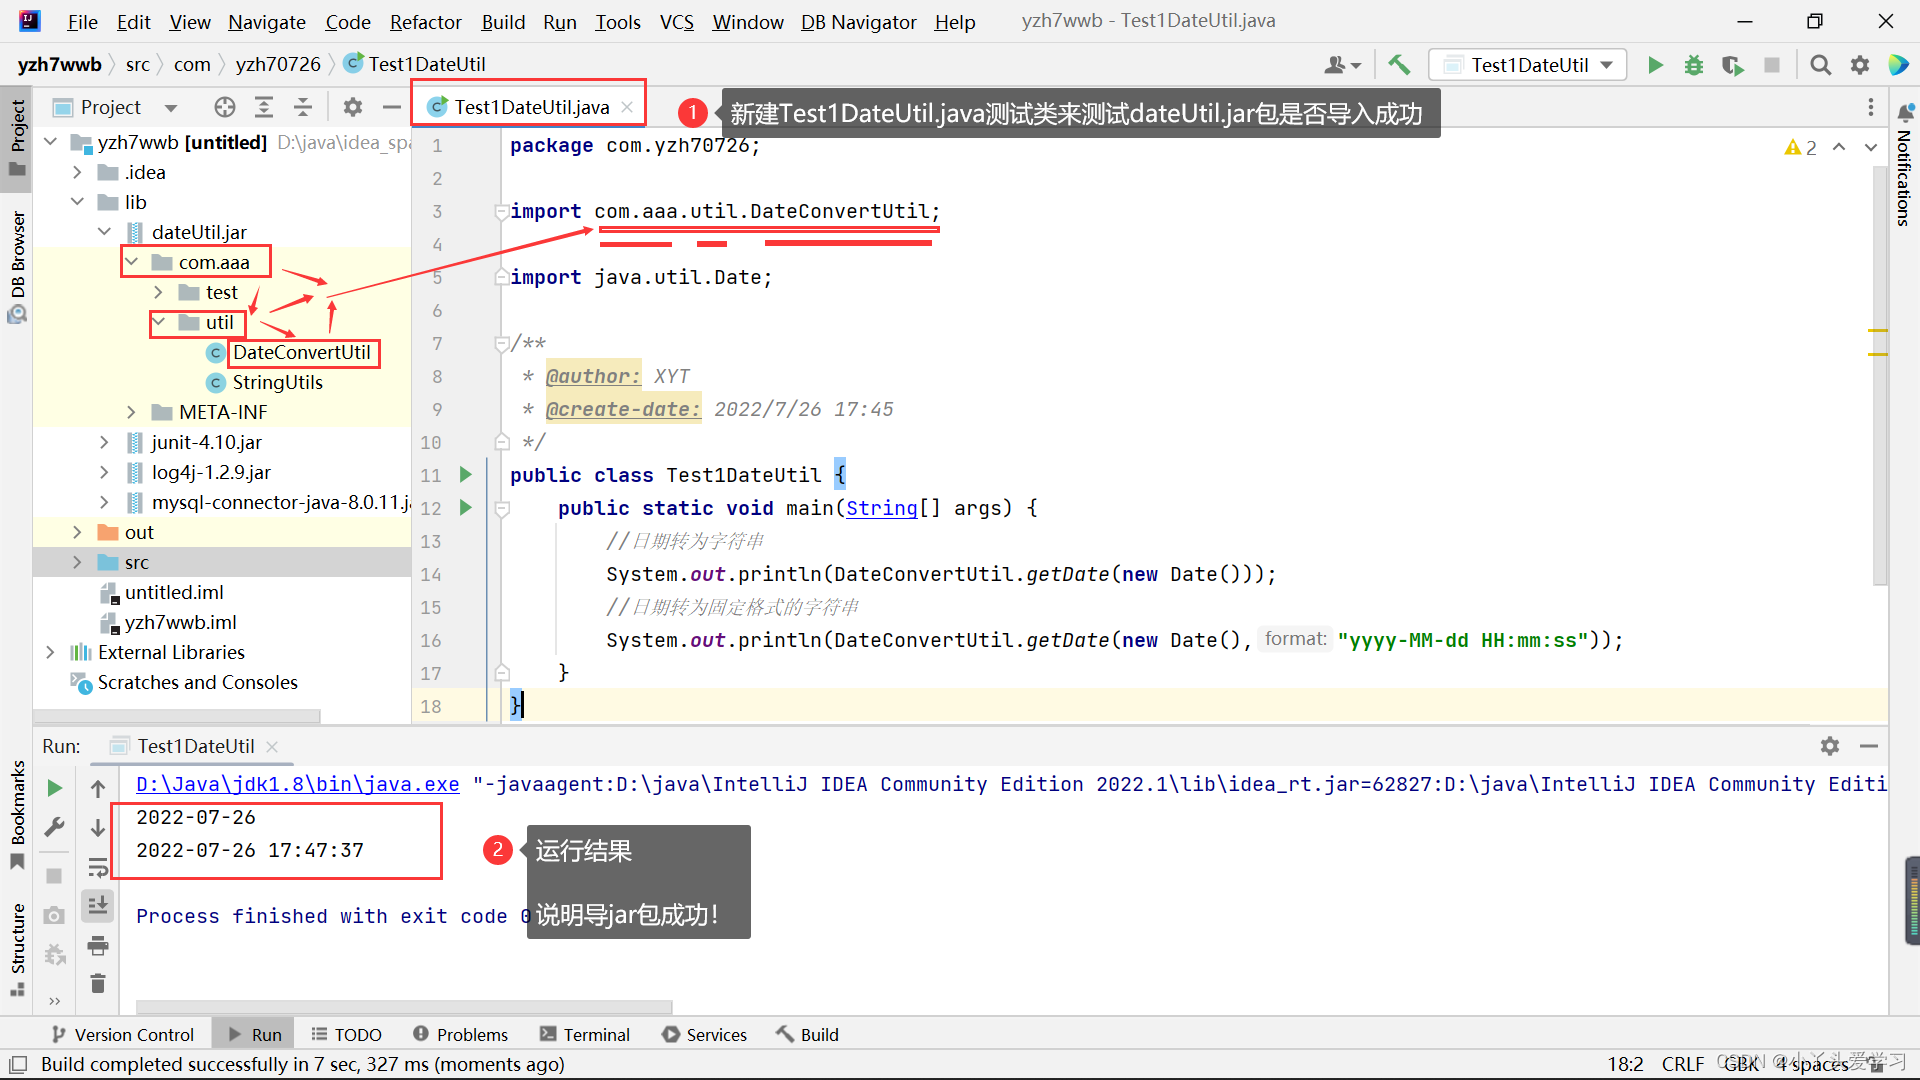 File Edit View Navigate Code Refactor Build Run Tools VCS Window DB Navigator Help yzh7wwb - Test1DateUtil.java
yzh7wwb src com yzh70726 Test1DateUtil
Test1DateUtil
Project
Test1DateUtil.java
1 新建Test1DateUtil.java测试类来测试dateUtil.jar包是否导入成功
Project
DB Browser
Bookmarks
Structure
Notifications
yzh7wwb [untitled] D:\java\idea_spa
.idea
lib
dateUtil.jar
com.aaa
test
util
DateConvertUtil
StringUtils
META-INF
junit-4.10.jar
log4j-1.2.9.jar
mysql-connector-java-8.0.11.ja
out
src
untitled.iml
yzh7wwb.iml
External Libraries
Scratches and Consoles
2
1 package com.yzh70726;
2
3 import com.aaa.util.DateConvertUtil;
4
5 import java.util.Date;
6
7 /**
8 * @author: XYT
9 * @create-date: 2022/7/26 17:45
10 */
11 public class Test1DateUtil {
12 public static void main(String[] args) {
13 //日期转为字符串
14 System.out.println(DateConvertUtil.getDate(new Date()));
15 //日期转为固定格式的字符串
16 System.out.println(DateConvertUtil.getDate(new Date(), format: "yyyy-MM-dd HH:mm:ss"));
17 }
18 }
Run: Test1DateUtil
D:\Java\jdk1.8\bin\java.exe "-javaagent:D:\java\IntelliJ IDEA Community Edition 2022.1\lib\idea_rt.jar=62827:D:\java\IntelliJ IDEA Community Editi
2022-07-26
2022-07-26 17:47:37
2 运行结果
说明导jar包成功！
Process finished with exit code 0
Version Control Run TODO Problems Terminal Services Build
Build completed successfully in 7 sec, 327 ms (moments ago)
18:2 CRLF GBK 4 spaces
CSDN @小丫头爱学习